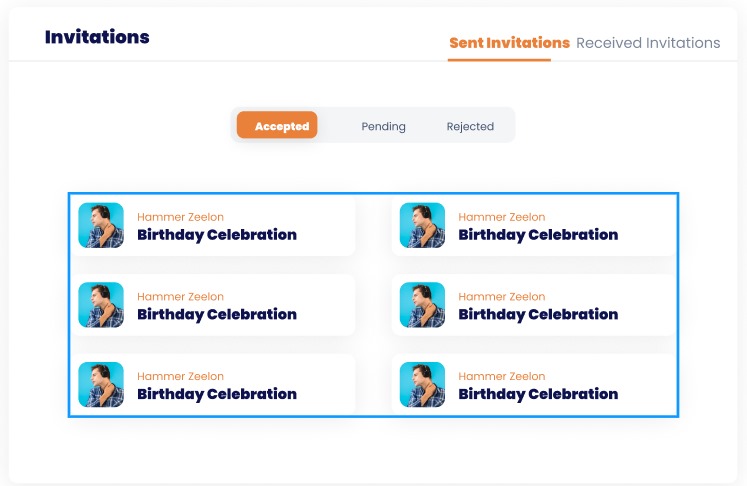 Invitations
Sent Invitations Received Invitations
Accepted Pending Rejected
Hammer Zeelon
Birthday Celebration
Hammer Zeelon
Birthday Celebration
Hammer Zeelon
Birthday Celebration
Hammer Zeelon
Birthday Celebration
Hammer Zeelon
Birthday Celebration
Hammer Zeelon
Birthday Celebration